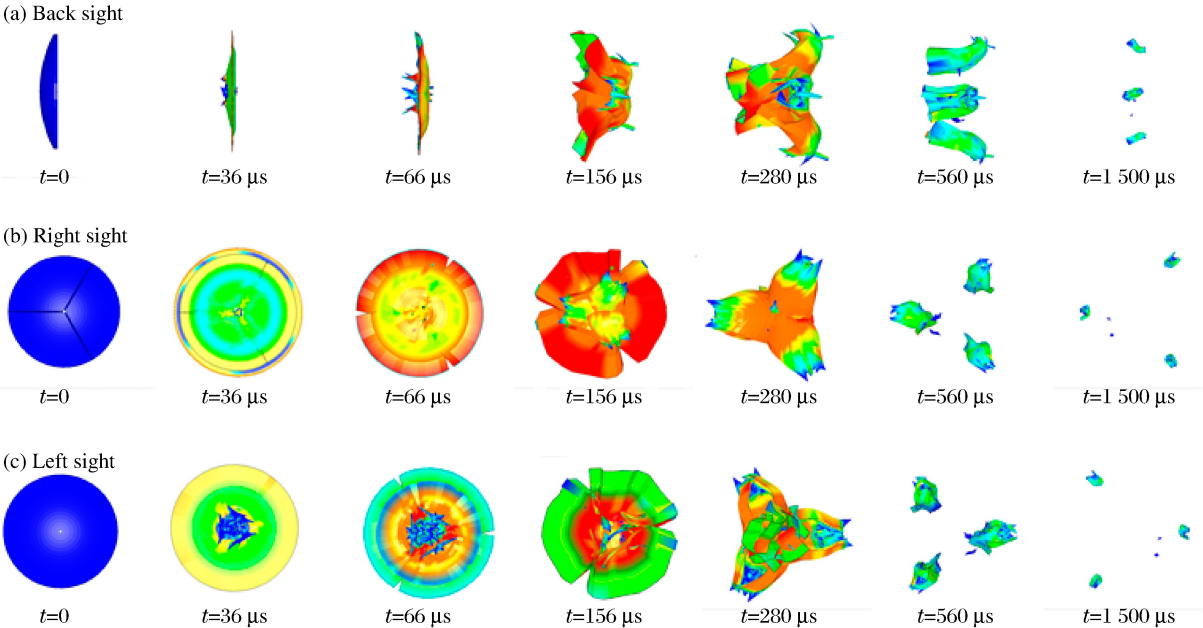 (a) Back sight
t=0 t=36 μs t=66 μs t=156 μs t=280 μs t=560 μs t=1 500 μs
(b) Right sight
t=0 t=36 μs t=66 μs t=156 μs t=280 μs t=560 μs t=1 500 μs
(c) Left sight
t=0 t=36 μs t=66 μs t=156 μs t=280 μs t=560 μs t=1 500 μs